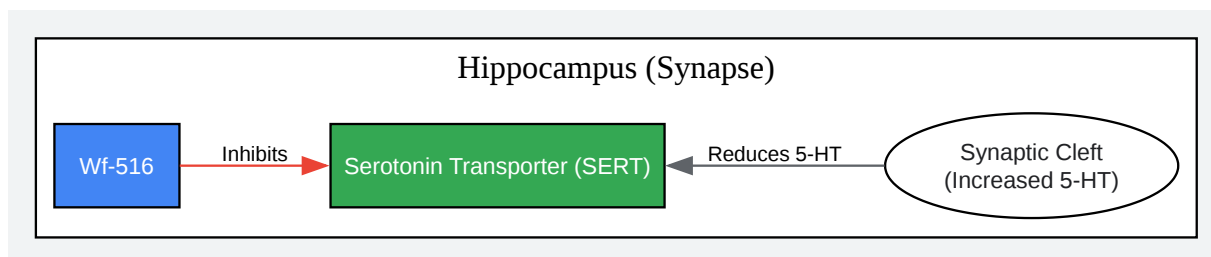 Hippocampus (Synapse)
Wf-516
Inhibits
Serotonin Transporter (SERT)
Reduces 5-HT
Synaptic Cleft
(Increased 5-HT)